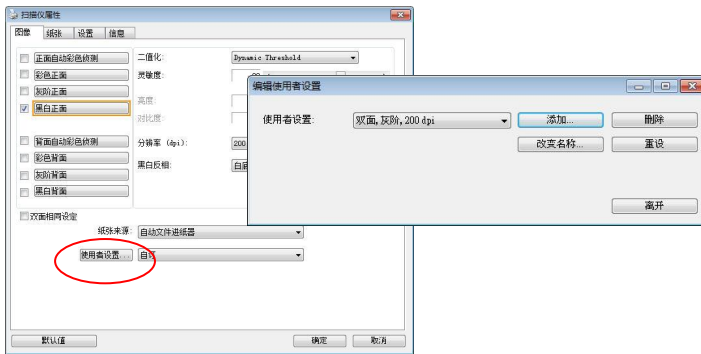 扫描仪属性
图像 纸张 设置 信息
正面自动彩色侦测
彩色正面
灰阶正面
黑白正面
背面自动彩色侦测
彩色背面
灰阶背面
黑白背面
双面相同设定
二值化: Dynamic Threshold
灵敏度:
亮度:
对比度:
分辨率 (dpi): 200
黑白反相: 白底
纸张来源: 自动文件进纸器
使用者设置... 自订
默认值 确定 取消
编辑使用者设置
使用者设置: 双面, 灰阶, 200 dpi 添加... 删除
改变名称... 重设
离开